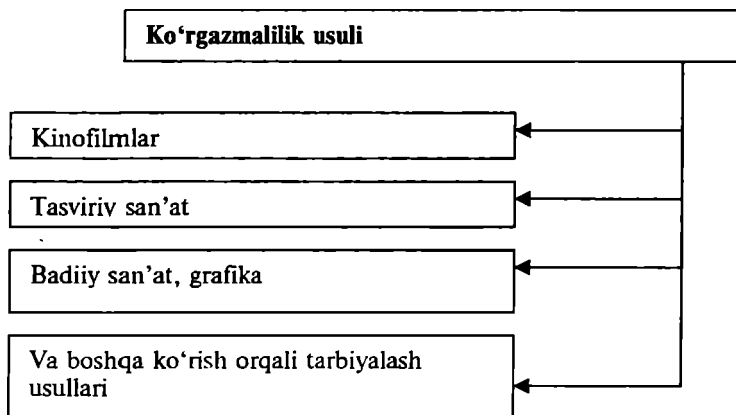 Ko‘rgazmalilik usuli
Kinofilmlar
Tasviriy san’at
Badiiy san’at, grafika
Va boshqa ko‘rish orqali tarbiyalash
usullari